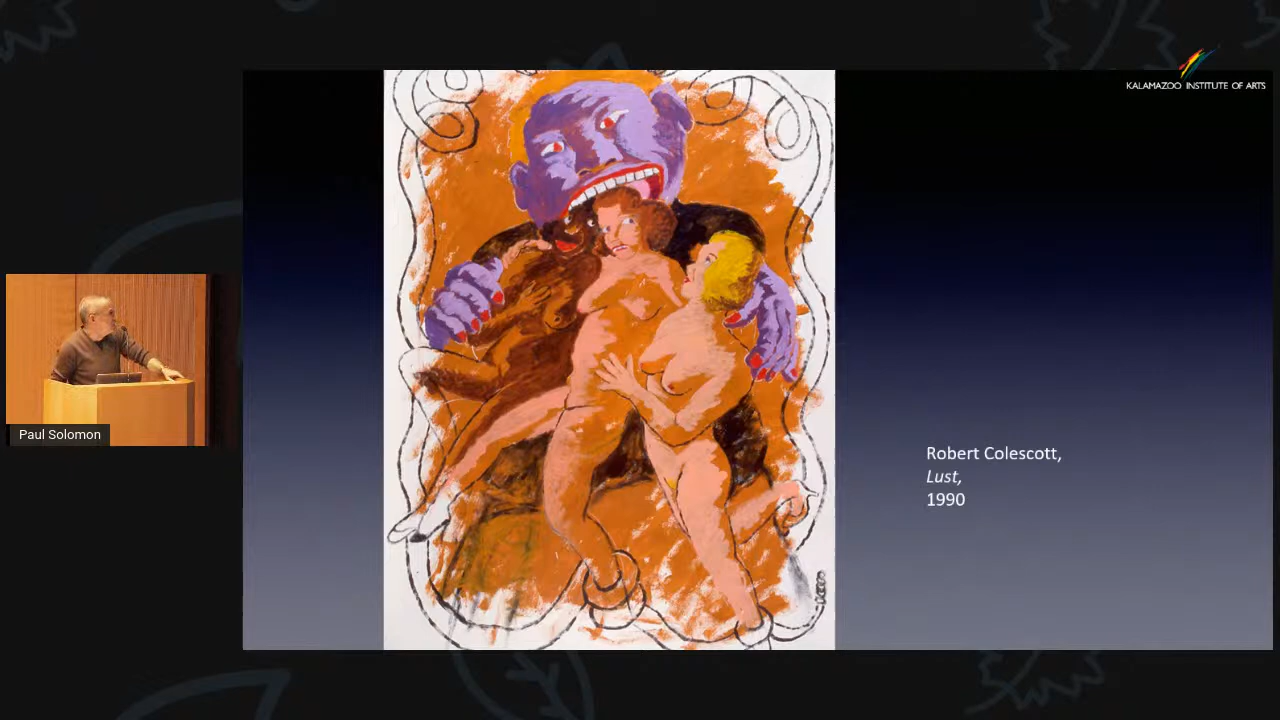 KALAMAZOO INSTITUTE OF ARTS
Paul Solomon
Robert Colescott,
Lust,
1990